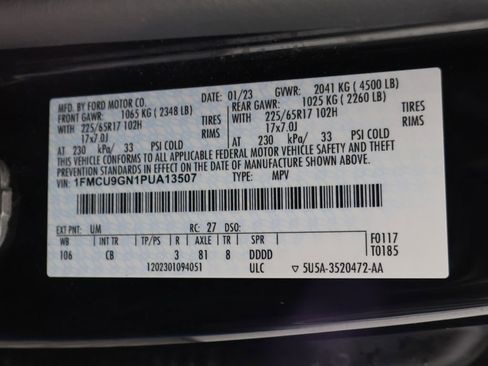 MFD. BY FORD MOTOR CO.
01/23 GVWR: 2041 KG ( 4500 LB)
FRONT GAWR: 1065 KG ( 2348 LB) REAR GAWR: 1025 KG ( 2260 LB)
WITH 225/65R17 102H TIRES WITH 225/65R17 102H TIRES
17x7.0J RIMS 17x7.0J RIMS
AT 230 kPa/ 33 PSI COLD AT 230 kPa/ 33 PSI COLD
THIS VEHICLE CONFORMS TO ALL APPLICABLE FEDERAL MOTOR VEHICLE SAFETY AND THEFT
PREVENTION STANDARDS IN EFFECT ON THE DATE OF MANUFACTURE SHOWN ABOVE.
VIN: 1FMCU9GN1PUA13507 TYPE: MPV
EXT PNT: UM RC: 27 DSO:
WB INT TR TP/PS R AXLE TR SPR F0117
106 CB 3 81 8 DDDD T0185
1202301094051 ULC ▽ 5U5A-3520472-AA